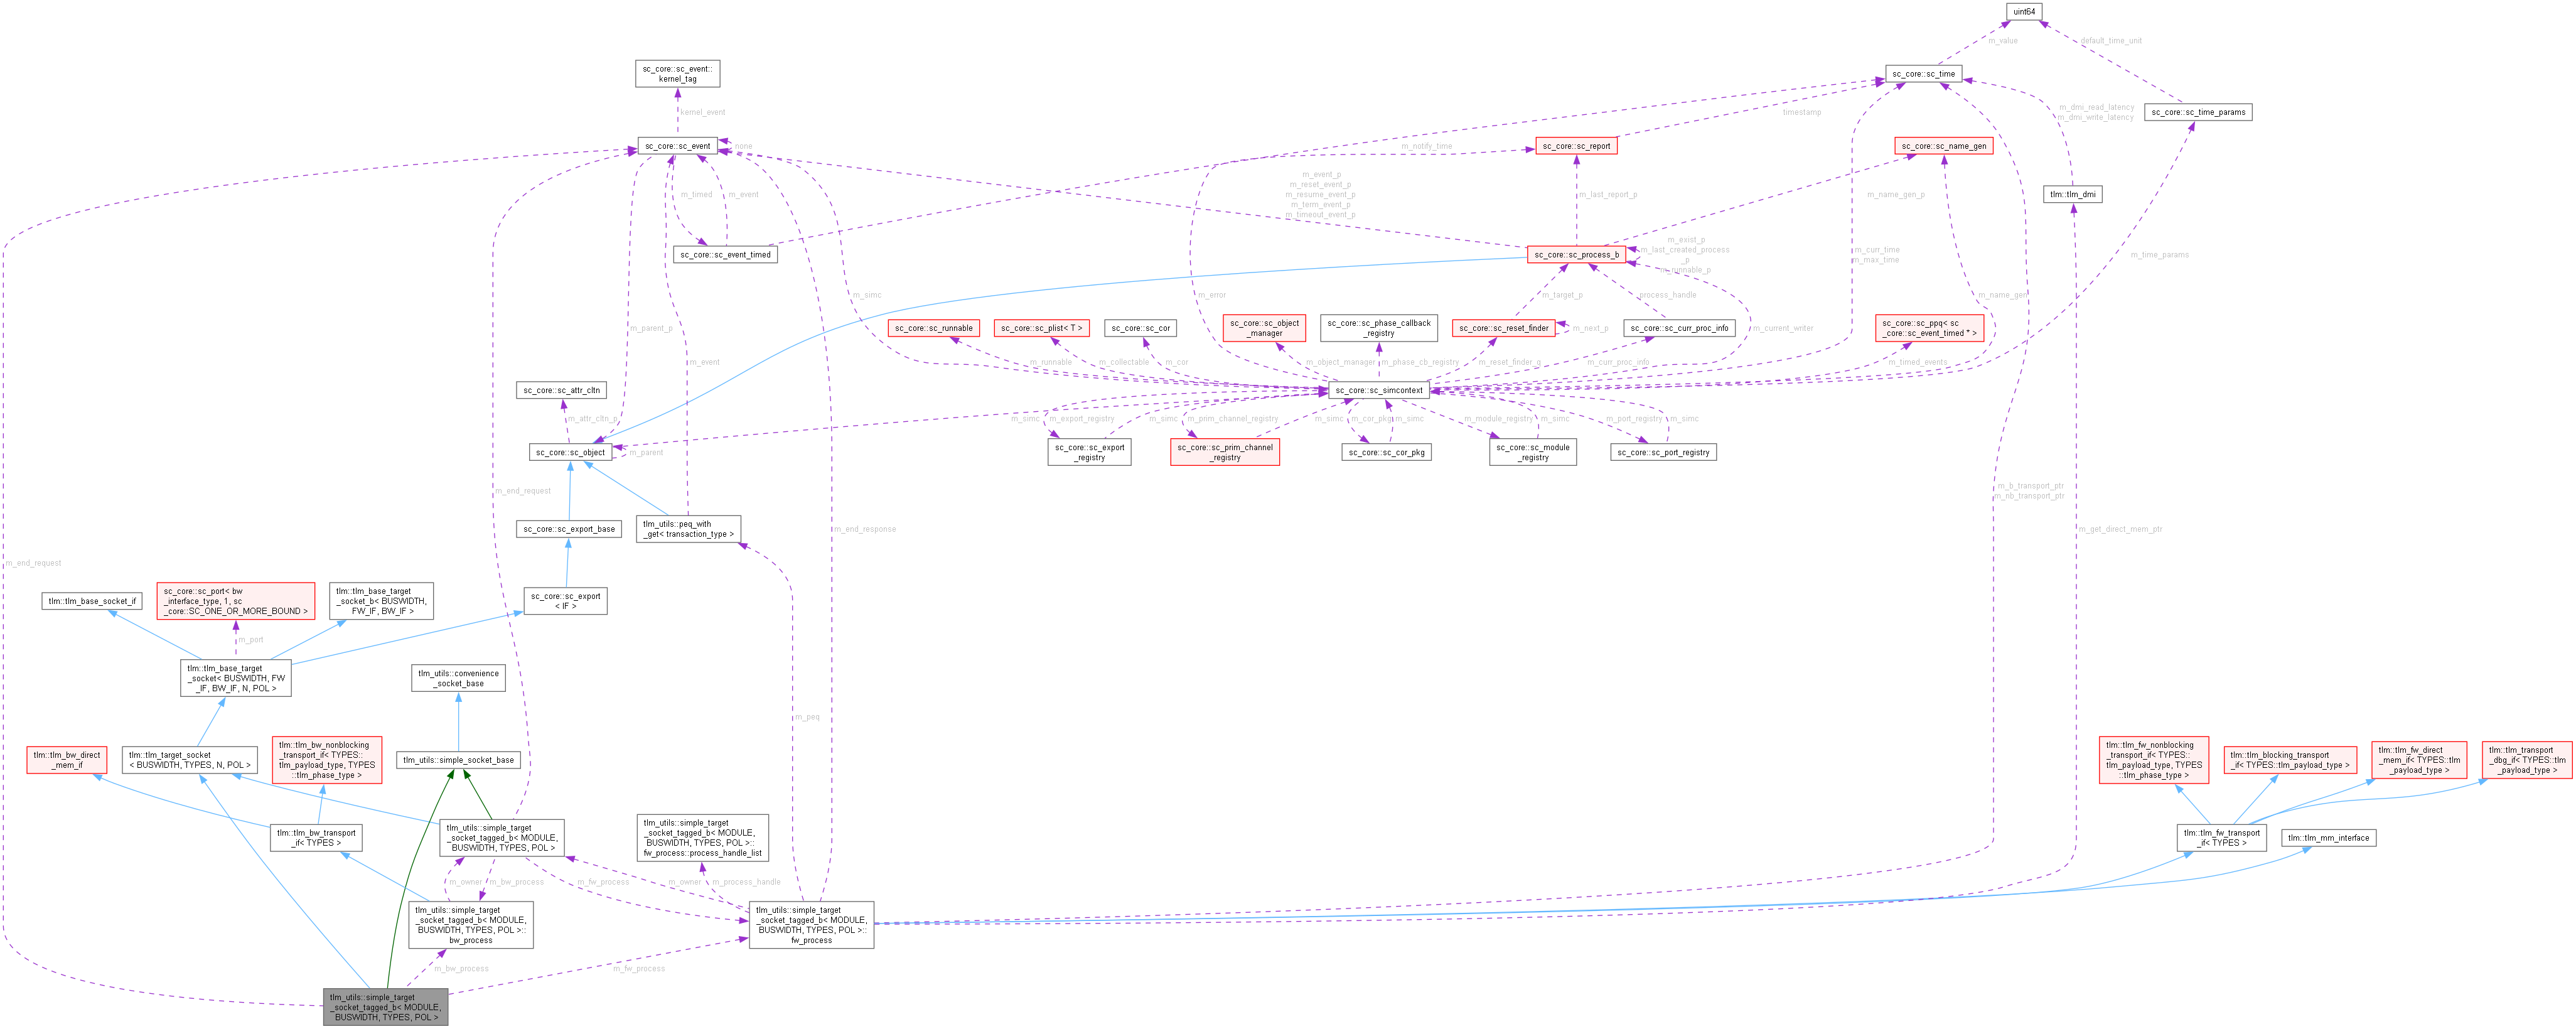 uint64
m_value
default_time_unit
sc_core::sc_event::
kernel_tag
sc_core::sc_time
kernel_event
m_dmi_read_latency
m_dmi_write_latency
sc_core::sc_time_params
timestamp
sc_core::sc_event
none
m_notify_time
sc_core::sc_report
sc_core::sc_name_gen
m_timed
m_event
m_event_p
m_reset_event_p
m_resume_event_p
m_term_event_p
m_timeout_event_p
m_last_report_p
m_name_gen_p
tlm::tlm_dmi
sc_core::sc_event_timed
sc_core::sc_process_b
m_exist_p
m_last_created_process
_p
m_runnable_p
m_curr_time
m_max_time
m_time_params
m_simc
m_error
m_target_p
process_handle
m_name_gen
m_parent_p
sc_core::sc_runnable
sc_core::sc_plist< T >
sc_core::sc_cor
sc_core::sc_object
_manager
sc_core::sc_phase_callback
_registry
sc_core::sc_reset_finder
m_next_p
sc_core::sc_curr_proc_info
m_current_writer
sc_core::sc_ppq< sc
_core::sc_event_timed * >
m_event
m_runnable
m_collectable
m_cor
m_object_manager
m_phase_cb_registry
m_reset_finder_q
m_curr_proc_info
m_timed_events
sc_core::sc_attr_cltn
sc_core::sc_simcontext
m_attr_cltn_p
m_simc
m_export_registry
m_simc
m_prim_channel_registry
m_simc
m_cor_pkg
m_simc
m_module_registry
m_simc
m_port_registry
m_simc
sc_core::sc_object
m_parent
sc_core::sc_export
_registry
sc_core::sc_prim_channel
_registry
sc_core::sc_cor_pkg
sc_core::sc_module
_registry
sc_core::sc_port_registry
m_end_request
m_b_transport_ptr
m_nb_transport_ptr
sc_core::sc_export_base
tlm_utils::peq_with
_get< transaction_type >
m_end_response
m_get_direct_mem_ptr
m_end_request
tlm::tlm_base_socket_if
sc_core::sc_port< bw
_interface_type, 1, sc
_core::SC_ONE_OR_MORE_BOUND >
tlm::tlm_base_target
_socket_b< BUSWIDTH,
FW_IF, BW_IF >
sc_core::sc_export
< IF >
m_port
tlm::tlm_base_target
_socket< BUSWIDTH, FW
_IF, BW_IF, N, POL >
tlm_utils::convenience
_socket_base
m_peq
tlm::tlm_bw_direct
_mem_if
tlm::tlm_target_socket
< BUSWIDTH, TYPES, N, POL >
tlm::tlm_bw_nonblocking
_transport_if< TYPES::
tlm_payload_type, TYPES
::tlm_phase_type >
tlm_utils::simple_socket_base
tlm::tlm_fw_nonblocking
_transport_if< TYPES::
tlm_payload_type, TYPES
::tlm_phase_type >
tlm::tlm_blocking_transport
_if< TYPES::tlm_payload_type >
tlm::tlm_fw_direct
_mem_if< TYPES::tlm
_payload_type >
tlm::tlm_transport
_dbg_if< TYPES::tlm
_payload_type >
tlm::tlm_bw_transport
_if< TYPES >
tlm_utils::simple_target
_socket_tagged_b< MODULE,
BUSWIDTH, TYPES, POL >
tlm_utils::simple_target
_socket_tagged_b< MODULE,
BUSWIDTH, TYPES, POL >::
fw_process::process_handle_list
tlm::tlm_fw_transport
_if< TYPES >
tlm::tlm_mm_interface
m_owner
m_bw_process
m_fw_process
m_owner
m_process_handle
tlm_utils::simple_target
_socket_tagged_b< MODULE,
BUSWIDTH, TYPES, POL >::
bw_process
tlm_utils::simple_target
_socket_tagged_b< MODULE,
BUSWIDTH, TYPES, POL >::
fw_process
m_bw_process
m_fw_process
tlm_utils::simple_target
_socket_tagged_b< MODULE,
BUSWIDTH, TYPES, POL >